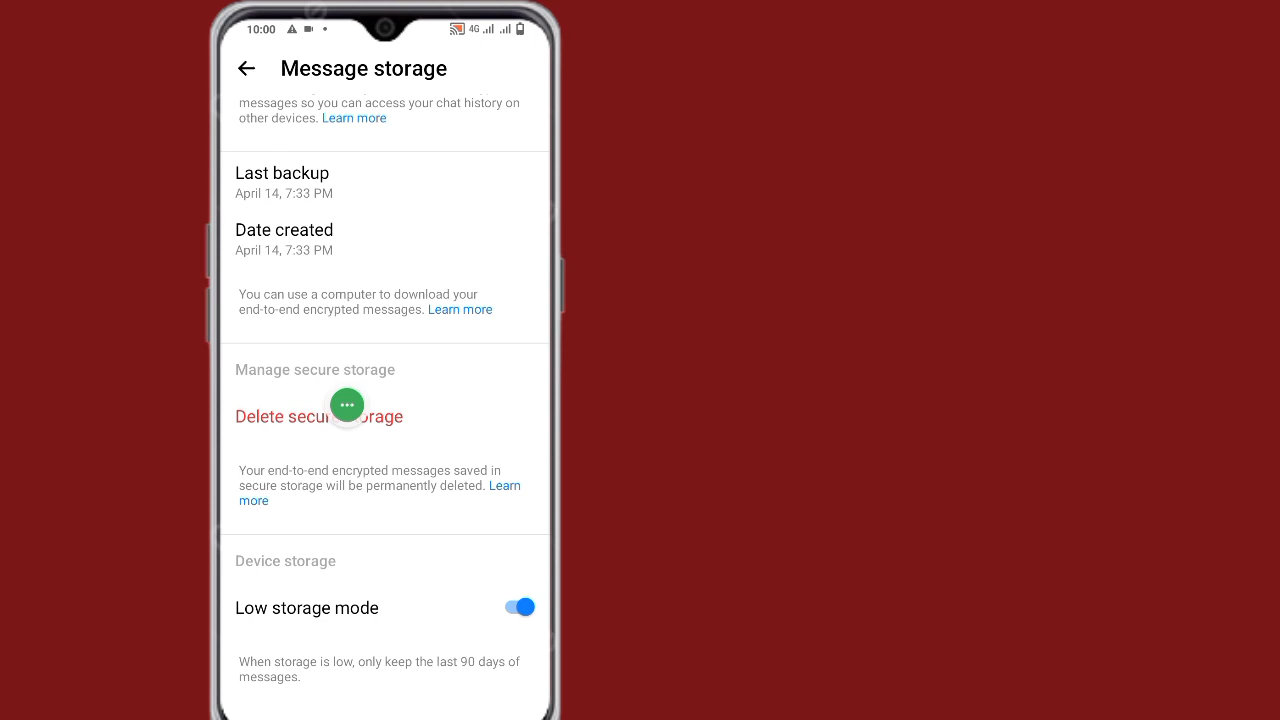 10:00
4G
Message storage
messages so you can access your chat history on
other devices. Learn more
Last backup
April 14, 7:33 PM
Date created
April 14, 7:33 PM
You can use a computer to download your
end-to-end encrypted messages. Learn more
Manage secure storage
Delete secure storage
Your end-to-end encrypted messages saved in
secure storage will be permanently deleted. Learn
more
Device storage
Low storage mode
When storage is low, only keep the last 90 days of
messages.